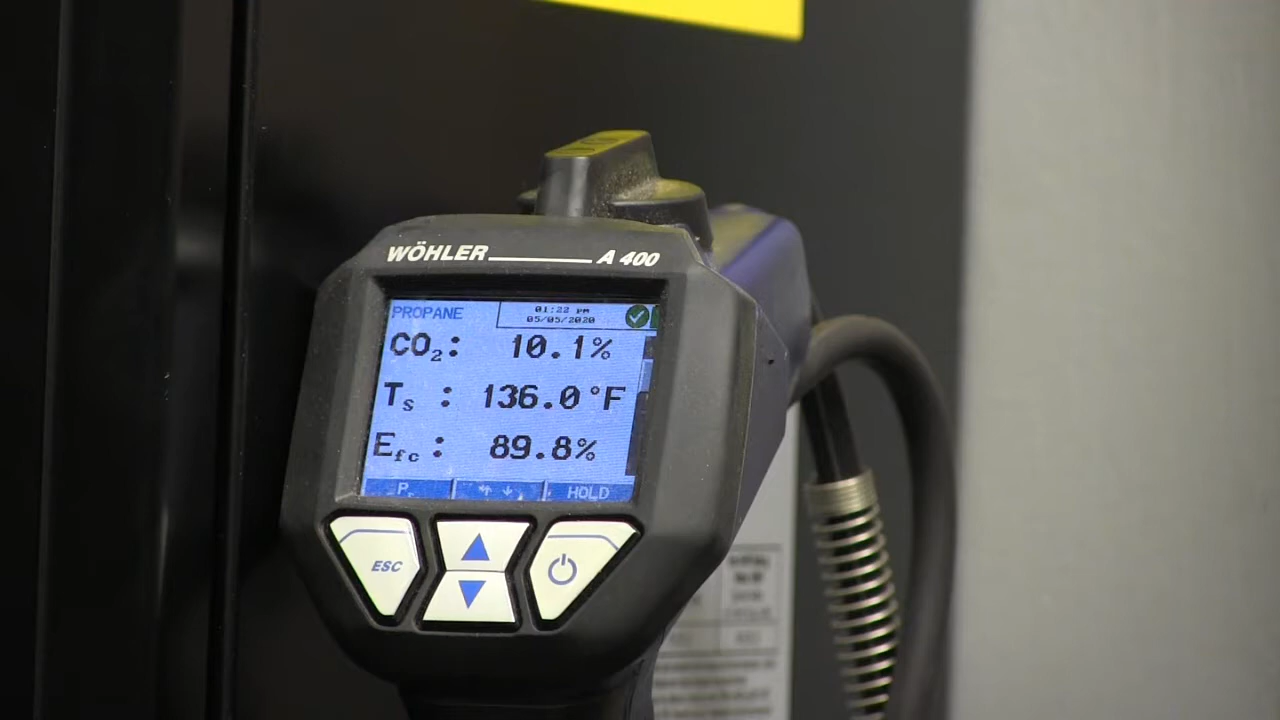 WÖHLER A 400
PROPANE
01:22 pm
05/05/2020
CO₂: 10.1%
Ts : 136.0°F
Efc: 89.8%
HOLD
ESC